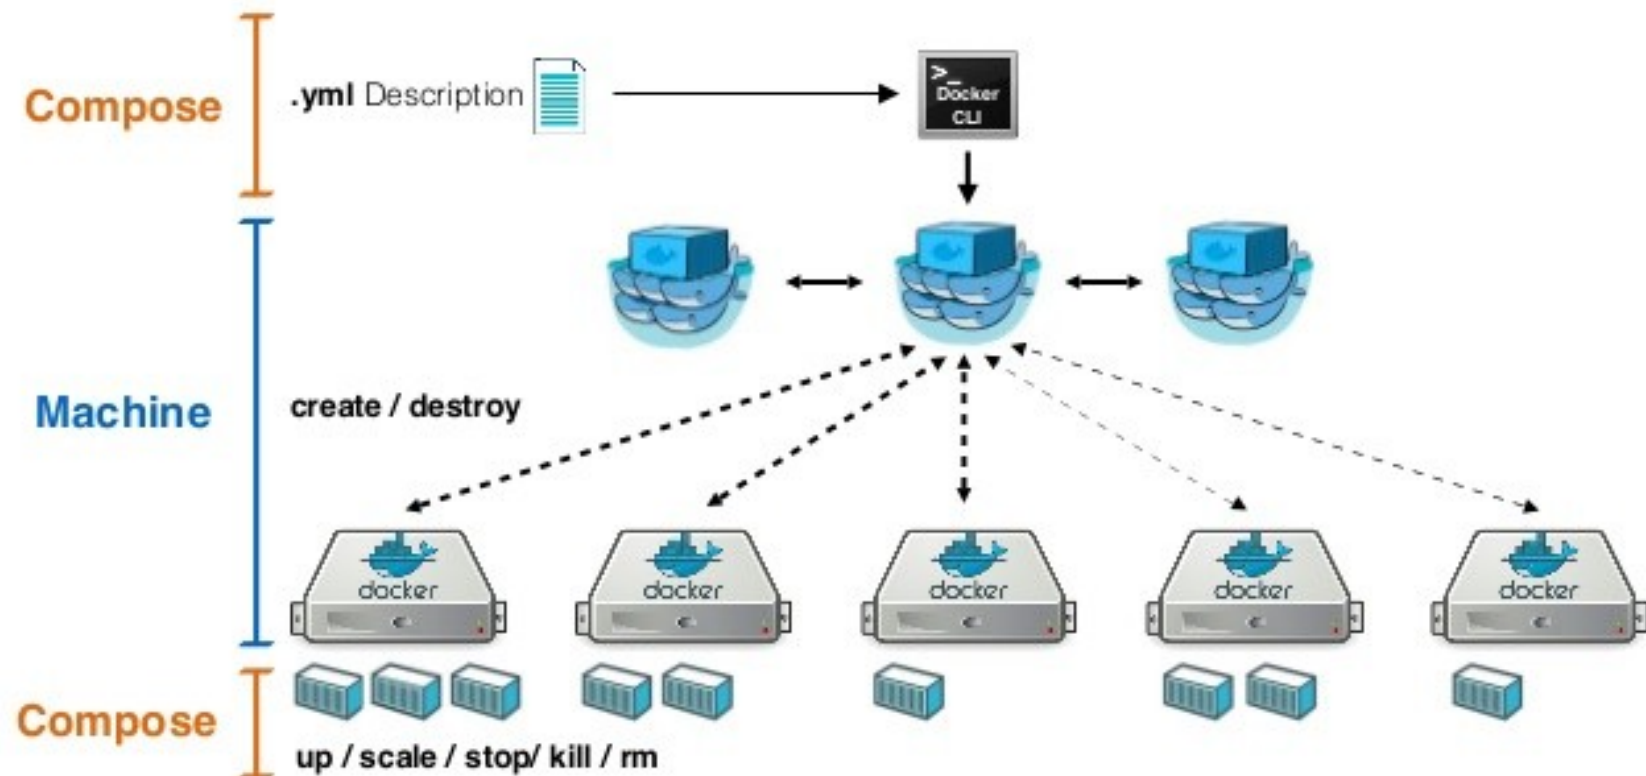 Compose
.yml Description
>_
Docker
CLI
Machine
create / destroy
docker
docker
docker
docker
docker
Compose
up / scale / stop/ kill / rm